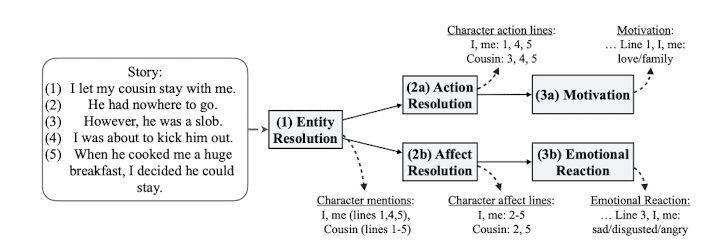 Story:
(1) I let my cousin stay with me.
(2) He had nowhere to go.
(3) However, he was a slob.
(4) I was about to kick him out.
(5) When he cooked me a huge
breakfast, I decided he could
stay.
(1) Entity
Resolution
Character mentions:
I, me (lines 1,4,5),
Cousin (lines 1-5)
Character action lines:
I, me: 1, 4, 5
Cousin: 3, 4, 5
(2a) Action
Resolution
(2b) Affect
Resolution
Character affect lines:
I, me: 2-5
Cousin: 2, 5
Motivation:
... Line 1, I, me:
love/family
(3a) Motivation
(3b) Emotional
Reaction
Emotional Reaction:
... Line 3, I, me:
sad/disgusted/angry